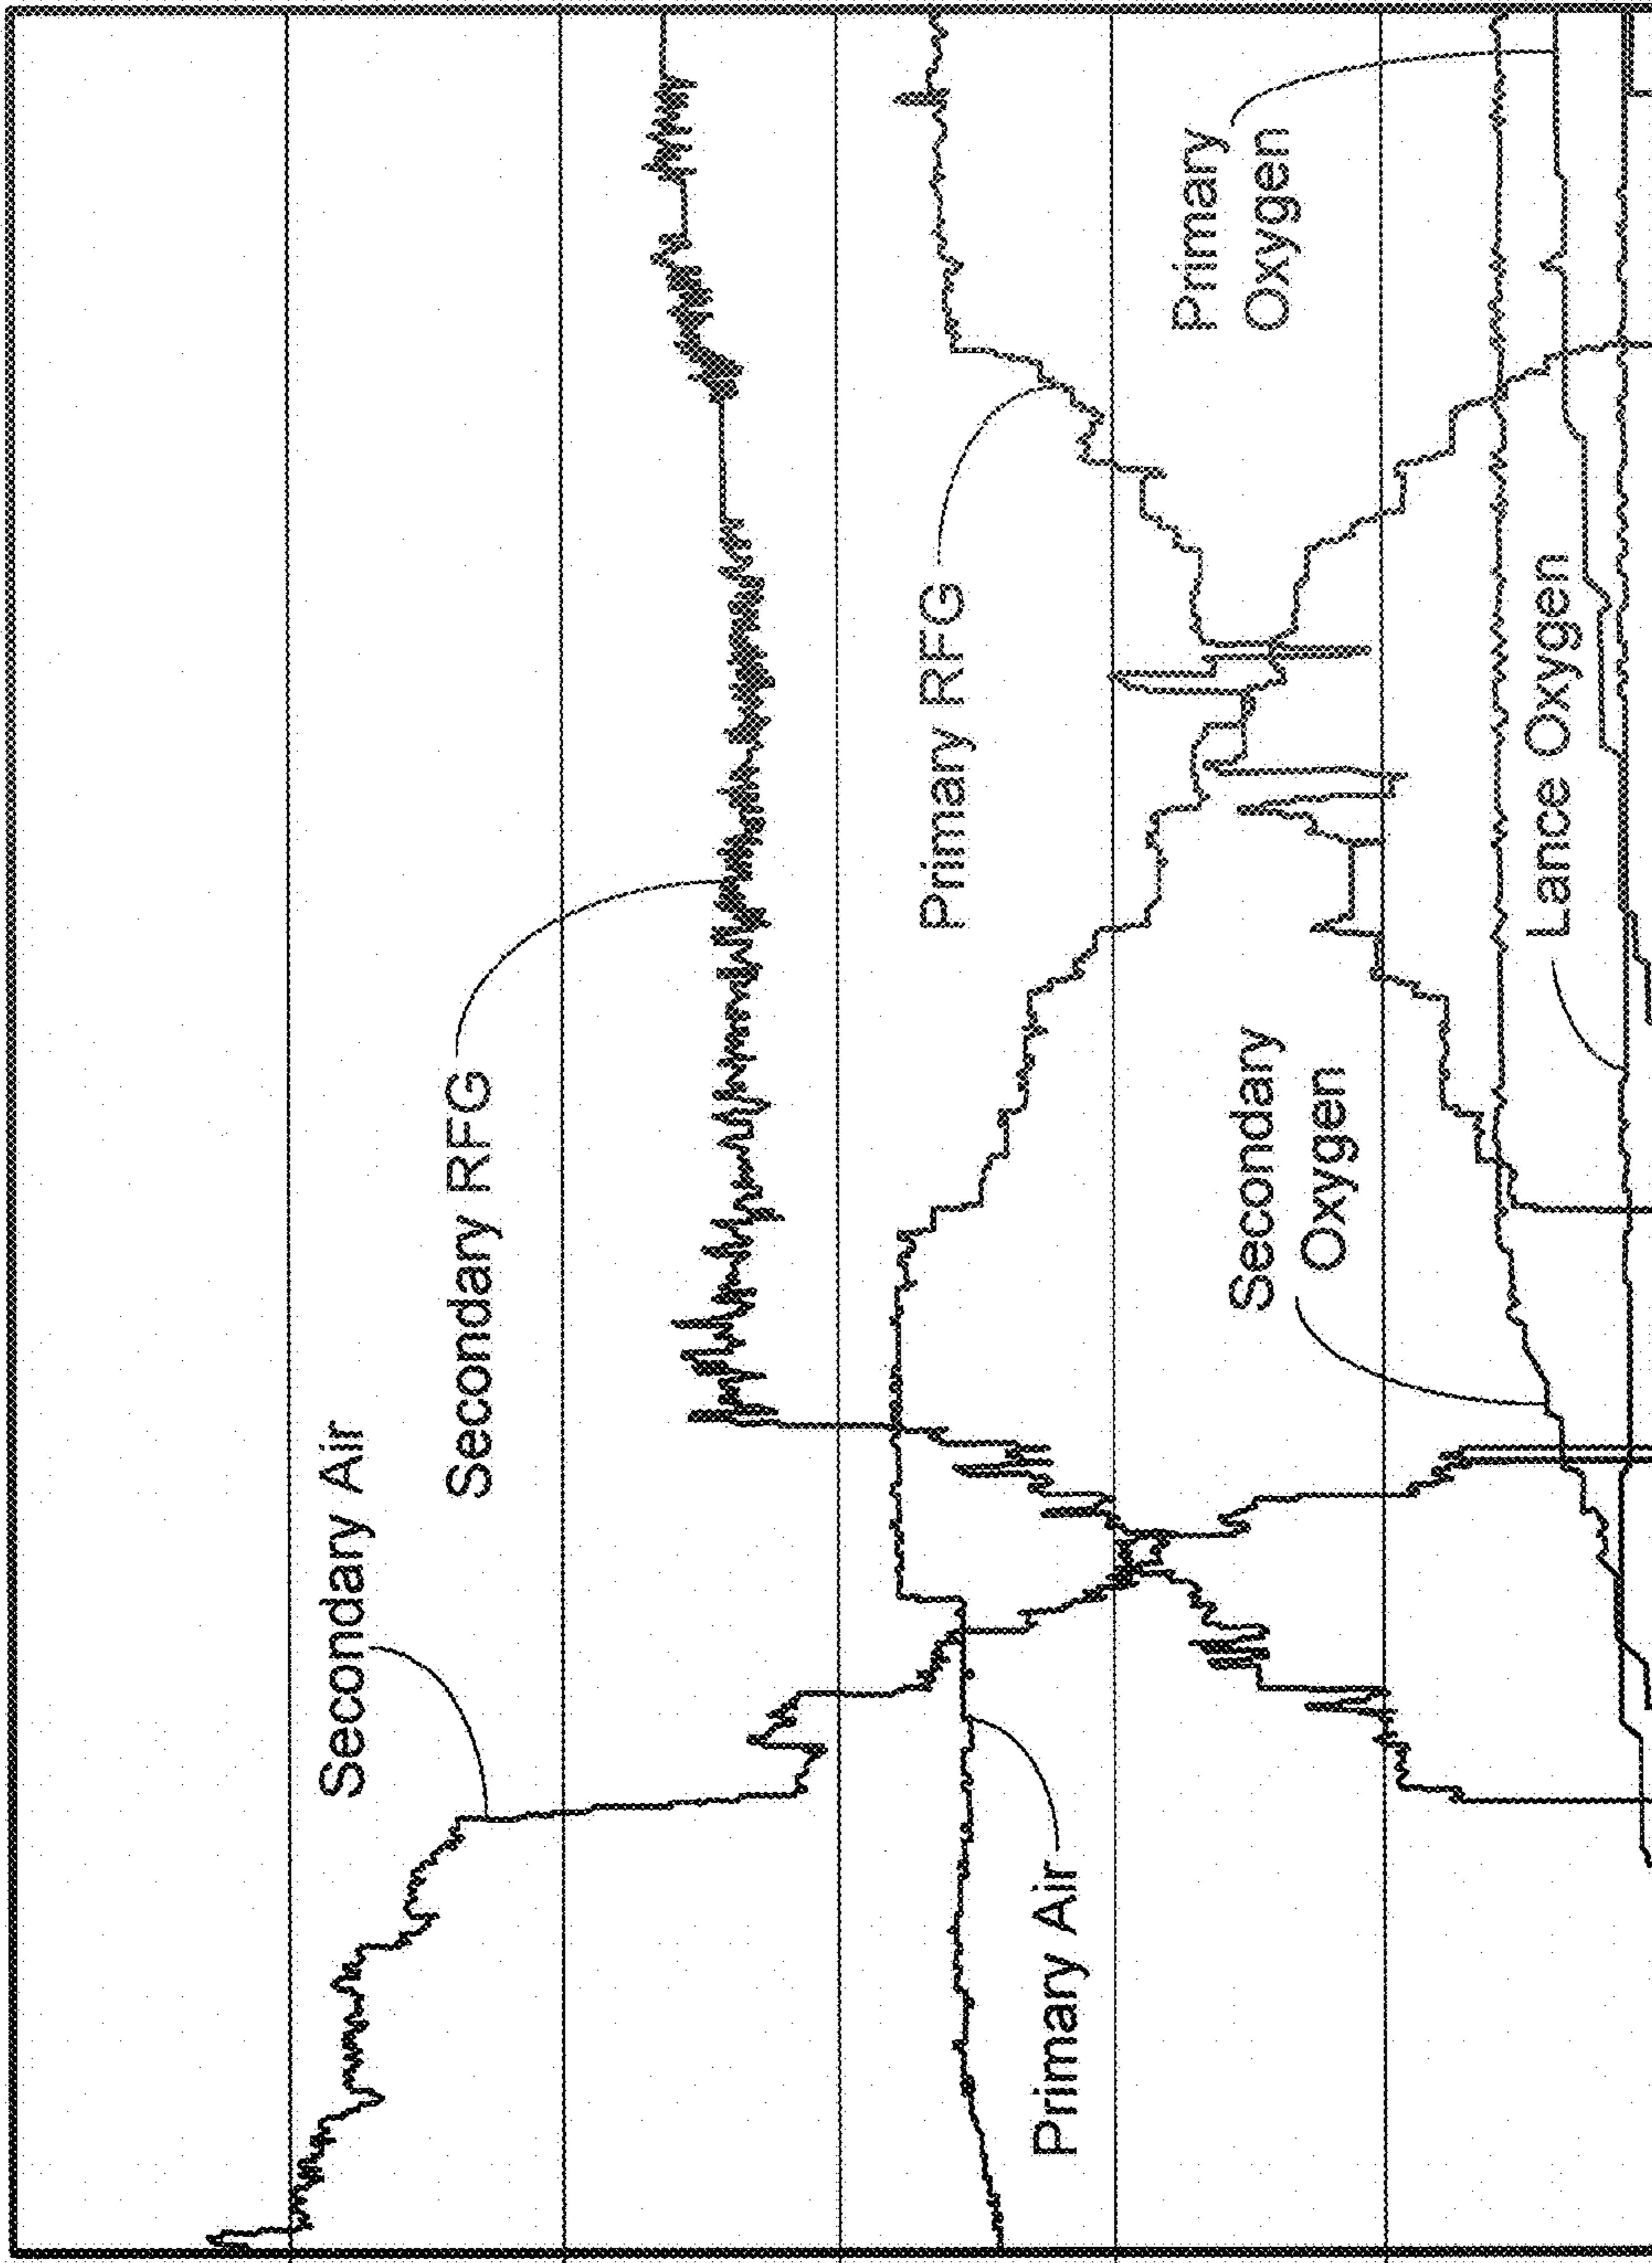 Secondary Air
Secondary RFG
Primary RFG
Primary Air
Primary
Oxygen
Secondary
Oxygen
Lance Oxygen